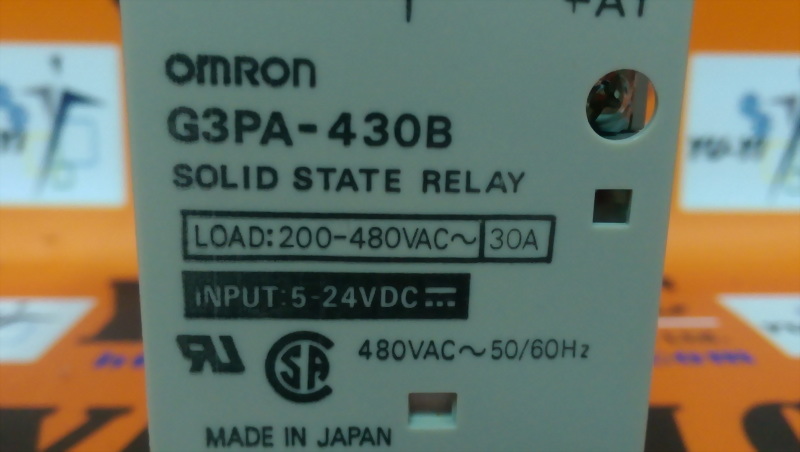 +A1
omron
G3PA-430B
SOLID STATE RELAY
LOAD: 200-480VAC~ 30A
INPUT: 5-24VDC ⎓
480VAC~50/60Hz
MADE IN JAPAN